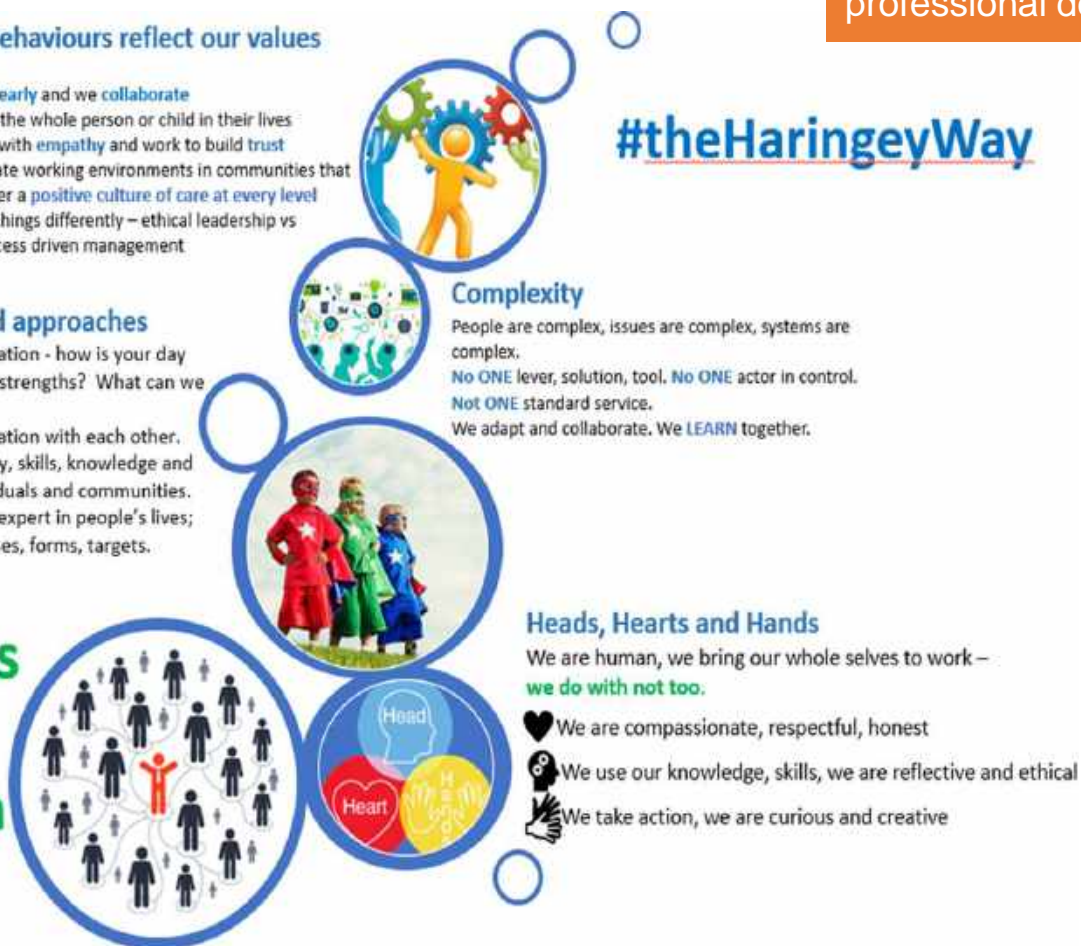 professional de
ehaviours reflect our values
early and we collaborate
the whole person or child in their lives
with empathy and work to build trust
ate working environments in communities that
er a positive culture of care at every level
hings differently – ethical leadership vs
cess driven management
#theHaringeyWay
Complexity
People are complex, issues are complex, systems are
complex.
No ONE lever, solution, tool. No ONE actor in control.
Not ONE standard service.
We adapt and collaborate. We LEARN together.
d approaches
ation - how is your day
strengths? What can we
ation with each other.
y, skills, knowledge and
duals and communities.
expert in people's lives;
es, forms, targets.
s
Heads, Hearts and Hands
We are human, we bring our whole selves to work –
we do with not too.
We are compassionate, respectful, honest
We use our knowledge, skills, we are reflective and ethical
We take action, we are curious and creative
Head
Heart
HANDS